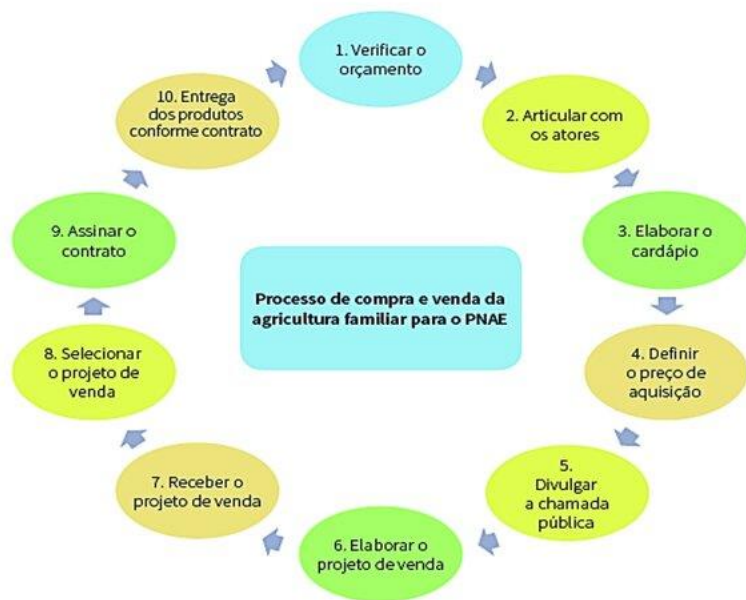 1. Verificar o
orçamento
2. Articular com
os atores
3. Elaborar o
cardápio
4. Definir
o preço de
aquisição
5.
Divulgar
a chamada
pública
6. Elaborar o
projeto de venda
7. Receber o
projeto de venda
8. Selecionar
o projeto de
venda
9. Assinar o
contrato
10. Entrega
dos produtos
conforme contrato
Processo de compra e venda da
agricultura familiar para o PNAE